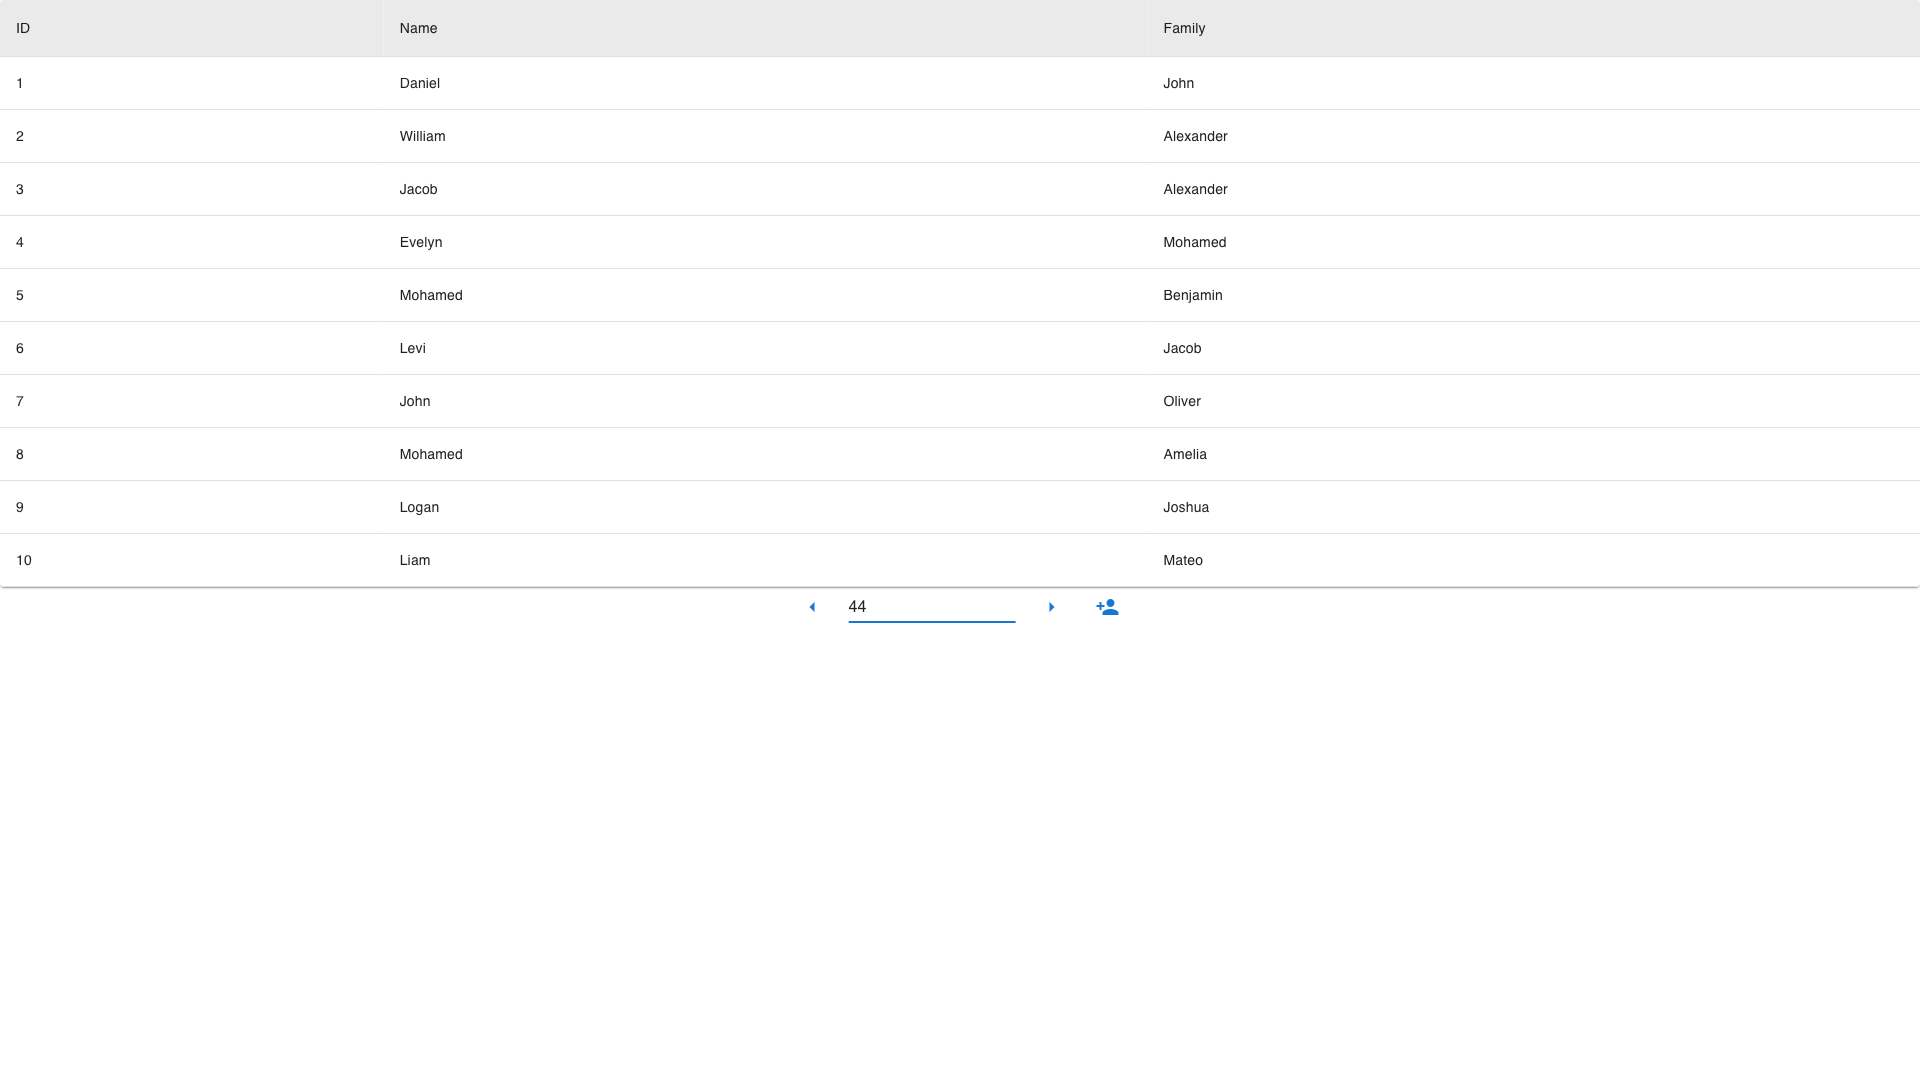 ID Name Family
1 Daniel John
2 William Alexander
3 Jacob Alexander
4 Evelyn Mohamed
5 Mohamed Benjamin
6 Levi Jacob
7 John Oliver
8 Mohamed Amelia
9 Logan Joshua
10 Liam Mateo
44